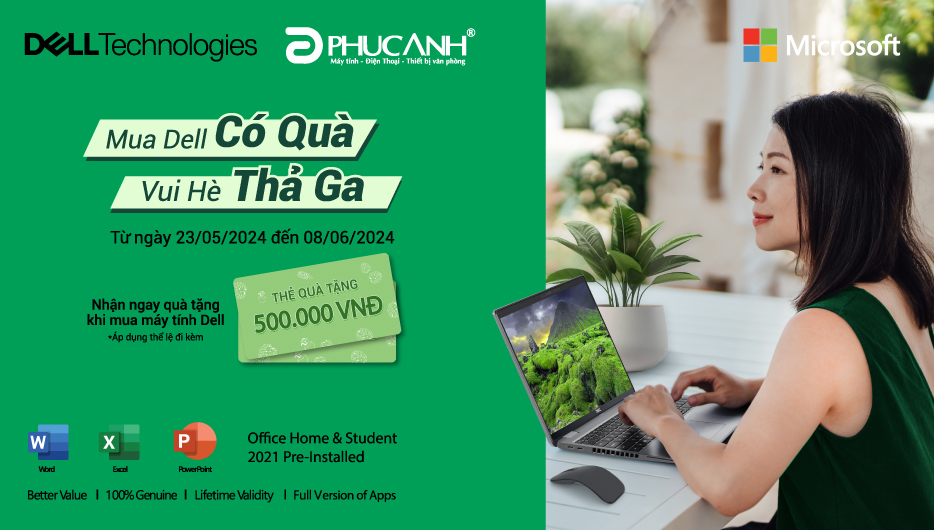 DELL Technologies
PHUCANH®
Máy tính - Điện Thoại - Thiết bị văn phòng
Microsoft
Mua Dell Có Quà
Vui Hè Thả Ga
Từ ngày 23/05/2024 đến 08/06/2024
Nhận ngay quà tặng
khi mua máy tính Dell
*Áp dụng thể lệ đi kèm
THẺ QUÀ TẶNG
500.000 VNĐ
W
Word
X
Excel
P
PowerPoint
Office Home & Student
2021 Pre-Installed
Better Value | 100% Genuine | Lifetime Validity | Full Version of Apps